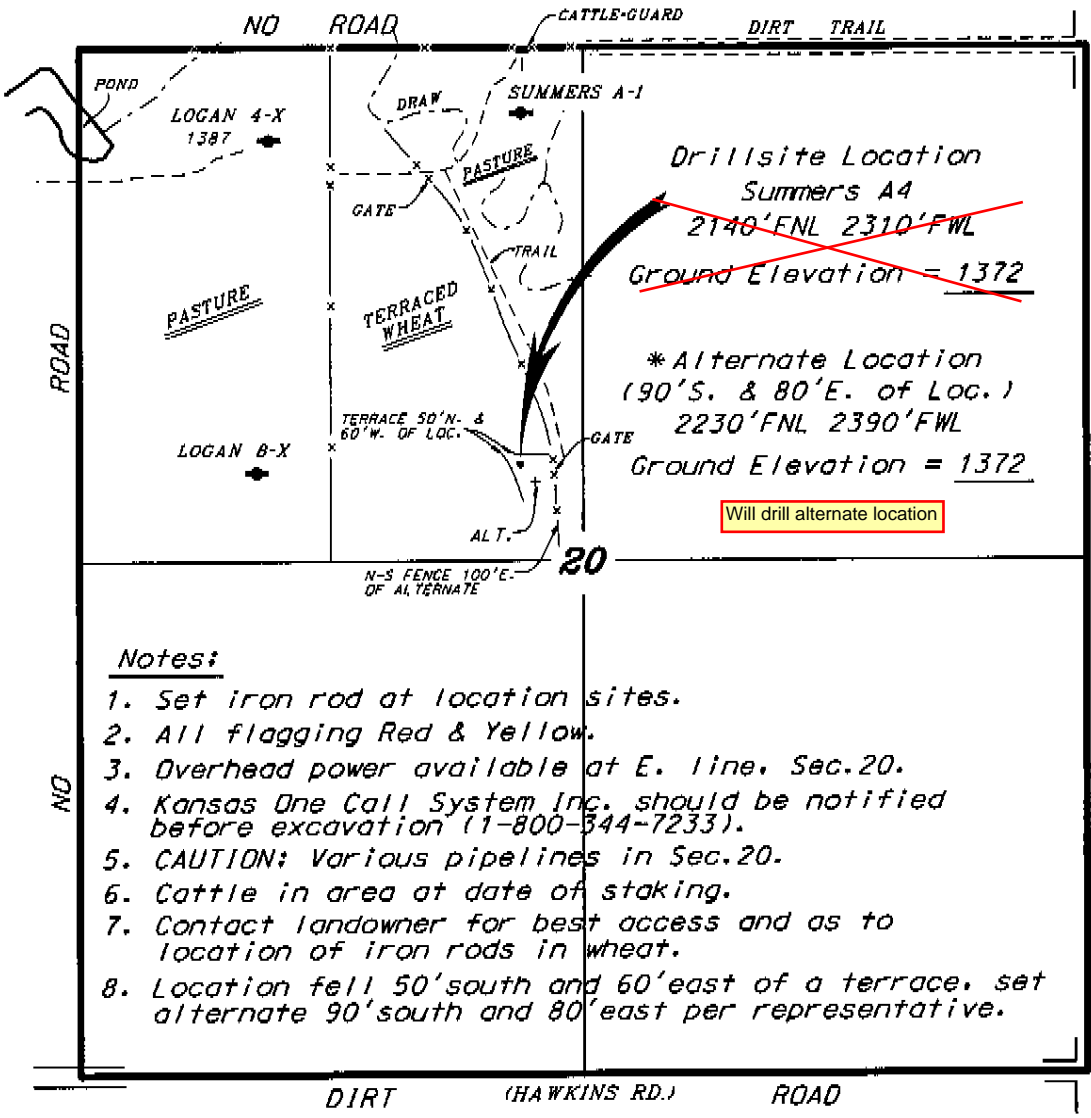 NO ROAD
CATTLE-GUARD
DIRT TRAIL
POND
LOGAN 4-X
1387
DRAW
SUMMERS A-1
PASTURE
GATE
TRAIL
Drillsite Location
Summers A4
2140'FNL 2310'FWL
Ground Elevation = 1372
PASTURE
TERRACED
WHEAT
ROAD
*Alternate Location
(90'S. & 80'E. of Loc.)
2230'FNL 2390'FWL
Ground Elevation = 1372
TERRACE 50'N. &
60'W. OF LOC.
GATE
LOGAN 8-X
Will drill alternate location
ALT.
20
N-S FENCE 100'E.
OF ALTERNATE
Notes:
1. Set iron rod at location sites.
2. All flagging Red & Yellow.
3. Overhead power available at E. line, Sec.20.
4. Kansas One Call System Inc. should be notified
before excavation (1-800-344-7233).
5. CAUTION: Various pipelines in Sec.20.
6. Cattle in area at date of staking.
7. Contact landowner for best access and as to
location of iron rods in wheat.
8. Location fell 50'south and 60'east of a terrace, set
alternate 90'south and 80'east per representative.
NO
DIRT (HAWKINS RD.) ROAD